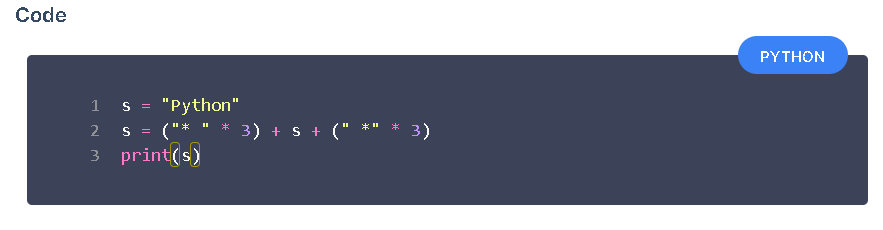 Code
PYTHON
1 s = "Python"
2 s = ("* " * 3) + s + (" *" * 3)
3 print(s)